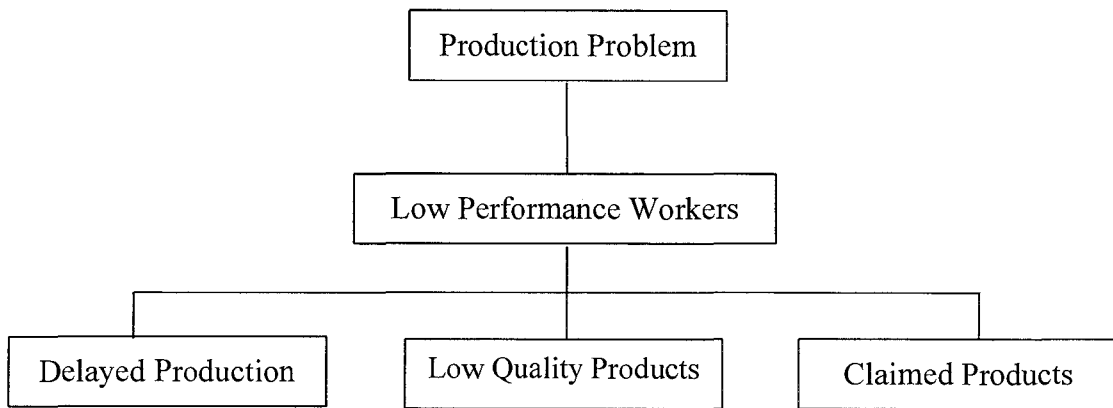 Production Problem
Low Performance Workers
Delayed Production
Low Quality Products
Claimed Products